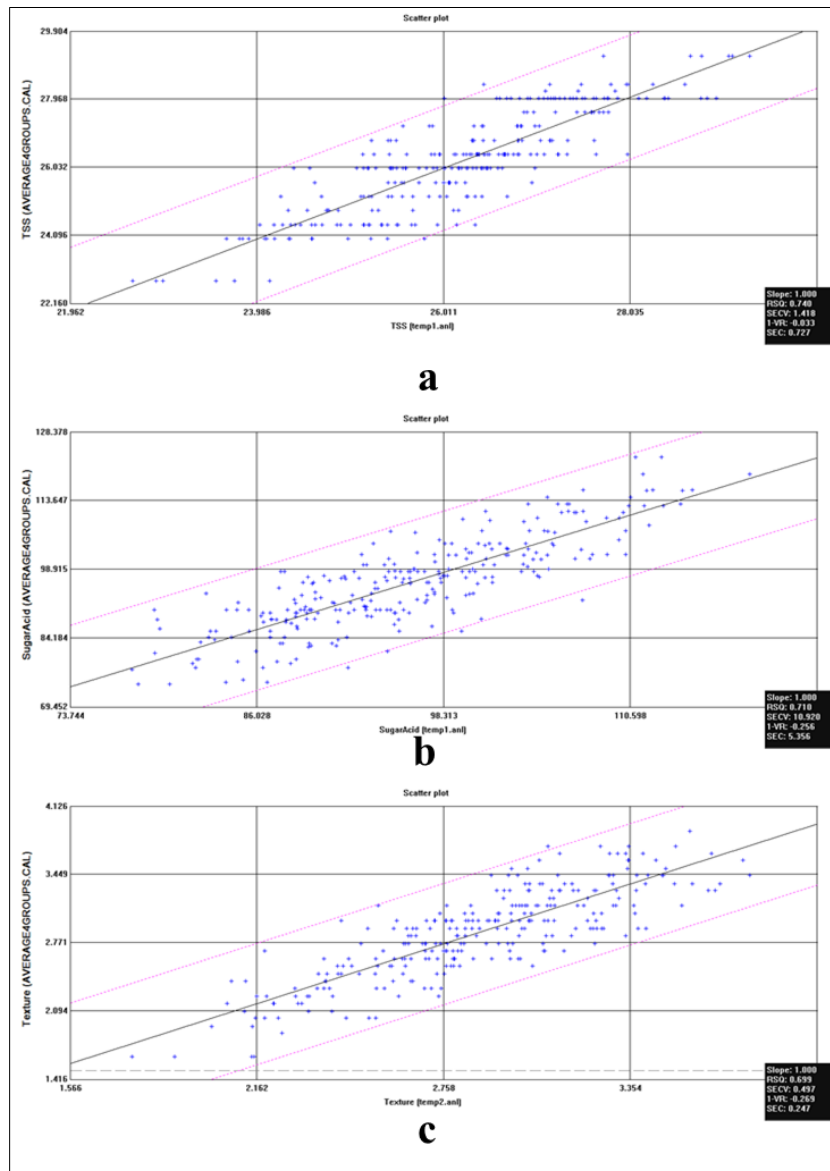 Scatter plot
29.904
27.968
26.032
24.096
22.160
TSS (AVERAGE4GROUPS.CAL)
21.962 23.986 26.011 28.035
TSS (temp1.anl)
Slope: 1.000
RSQ: 0.740
SECV: 1.418
1-VR: -0.033
SEC: 0.727
a
Scatter plot
128.378
113.647
98.915
84.184
69.452
SugarAcid (AVERAGE4GROUPS.CAL)
73.744 86.028 98.313 110.598
SugarAcid (temp1.anl)
Slope: 1.000
RSQ: 0.710
SECV: 10.920
1-VR: -0.256
SEC: 5.356
b
Scatter plot
4.126
3.449
2.771
2.094
1.416
Texture (AVERAGE4GROUPS.CAL)
1.566 2.162 2.758 3.354
Texture (temp2.anl)
Slope: 1.000
RSQ: 0.699
SECV: 0.497
1-VR: -0.269
SEC: 0.247
c